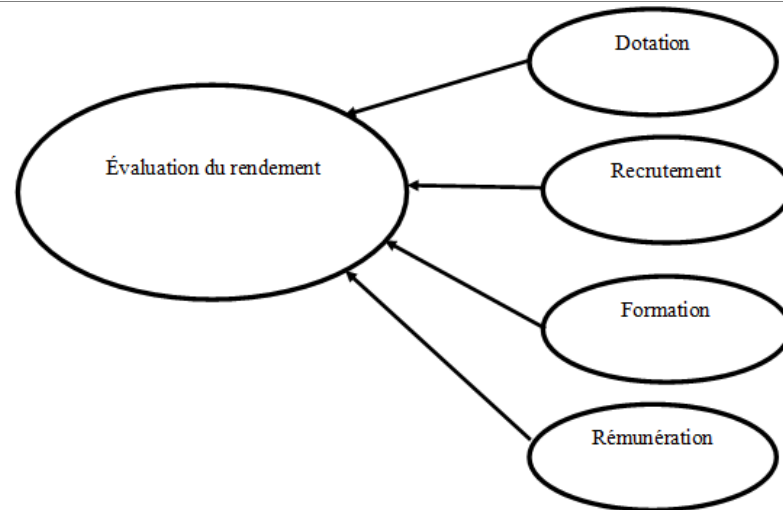 Dotation
Évaluation du rendement
Recrutement
Formation
Rémunération